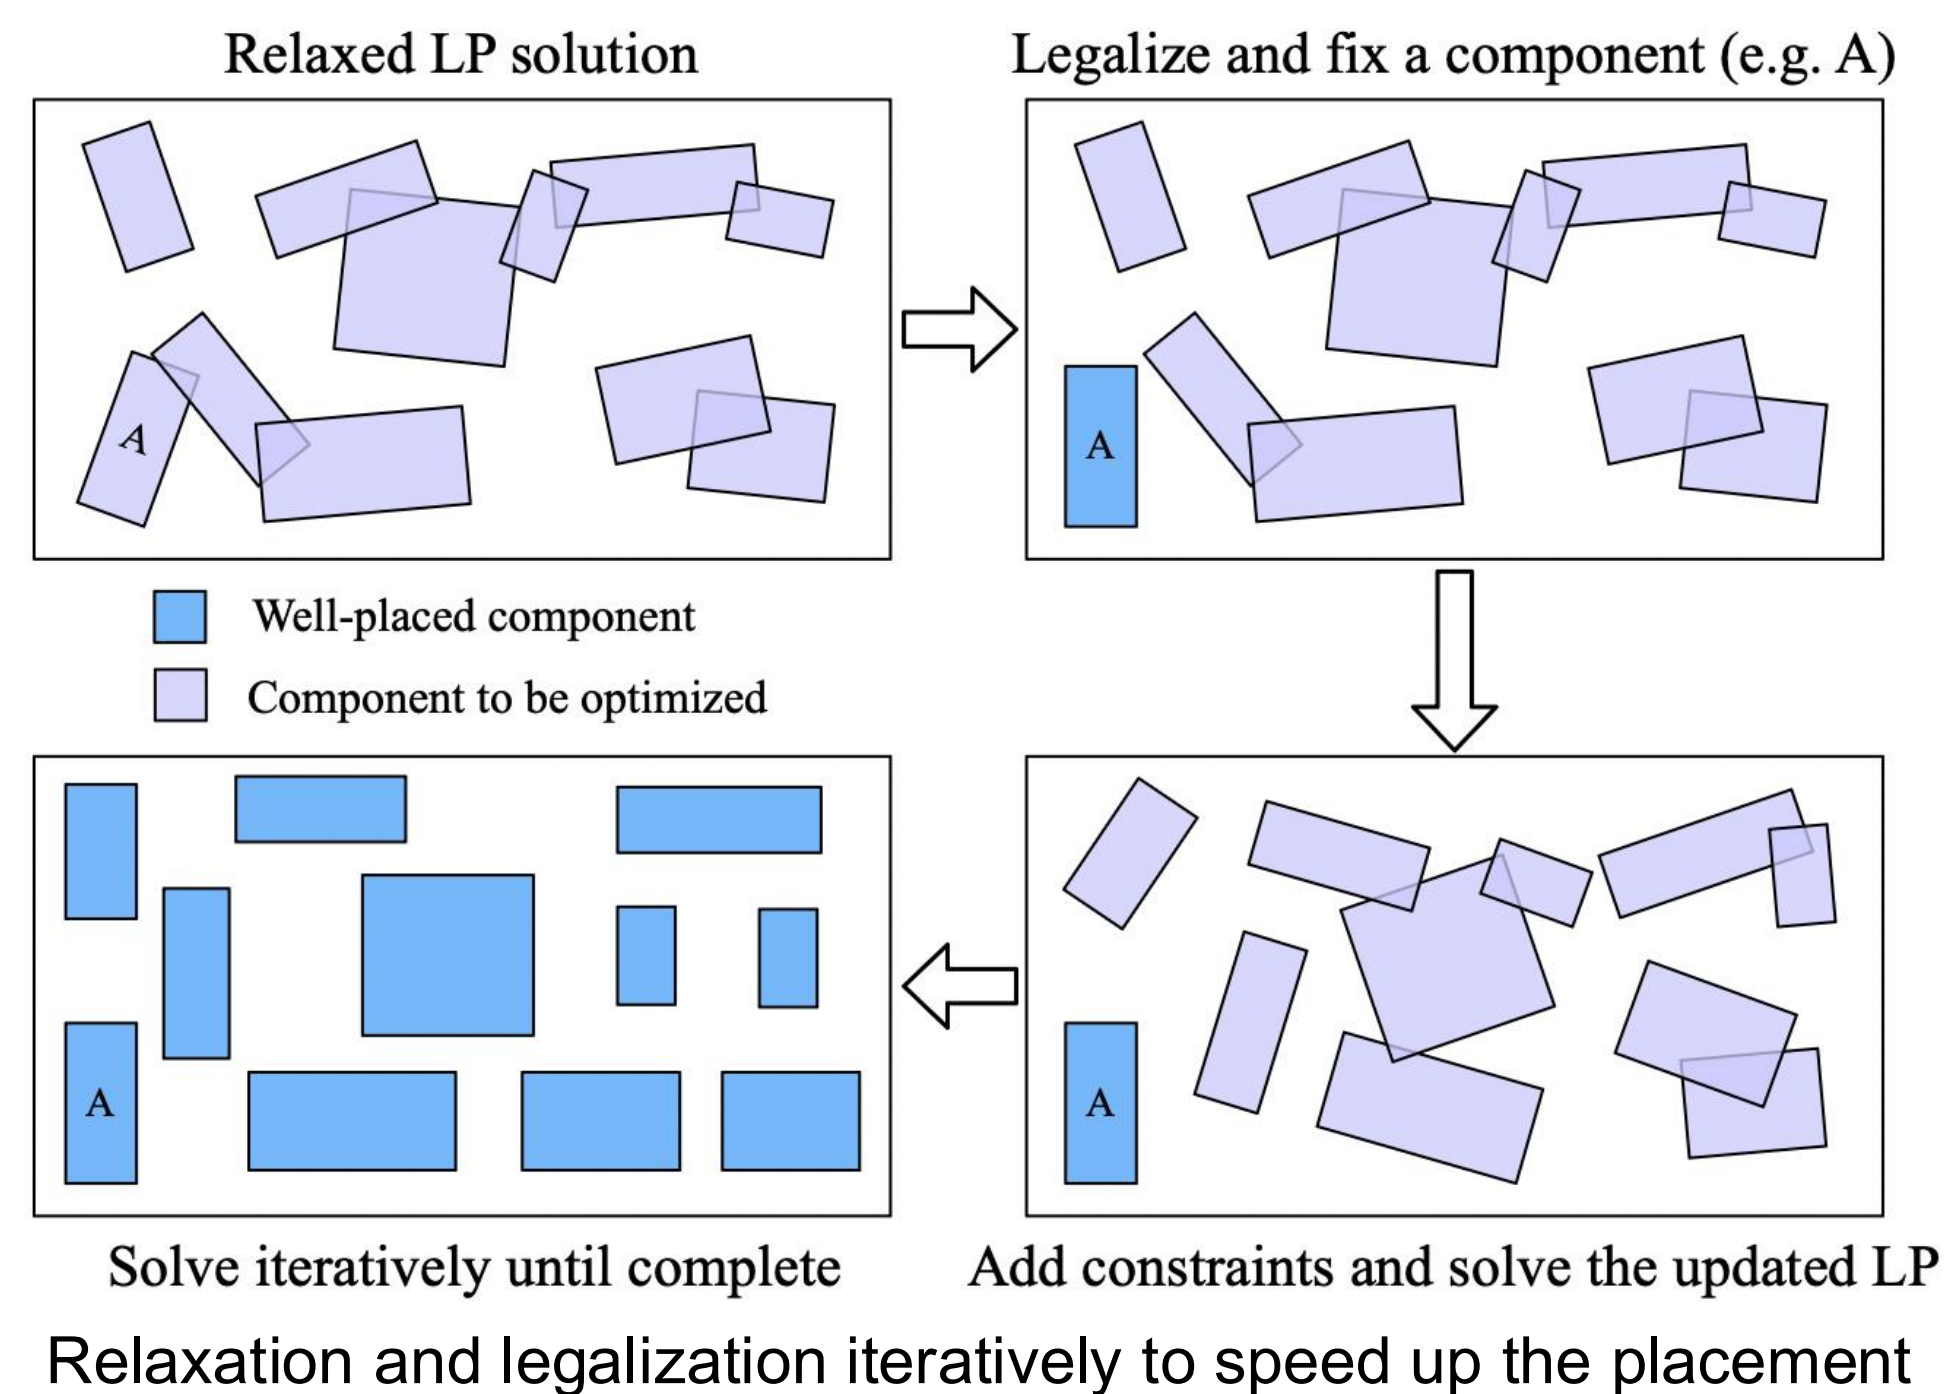 Relaxed LP solution
Legalize and fix a component (e.g. A)
A
A
Well-placed component
Component to be optimized
A
A
Solve iteratively until complete
Add constraints and solve the updated LP
Relaxation and legalization iteratively to speed up the placement